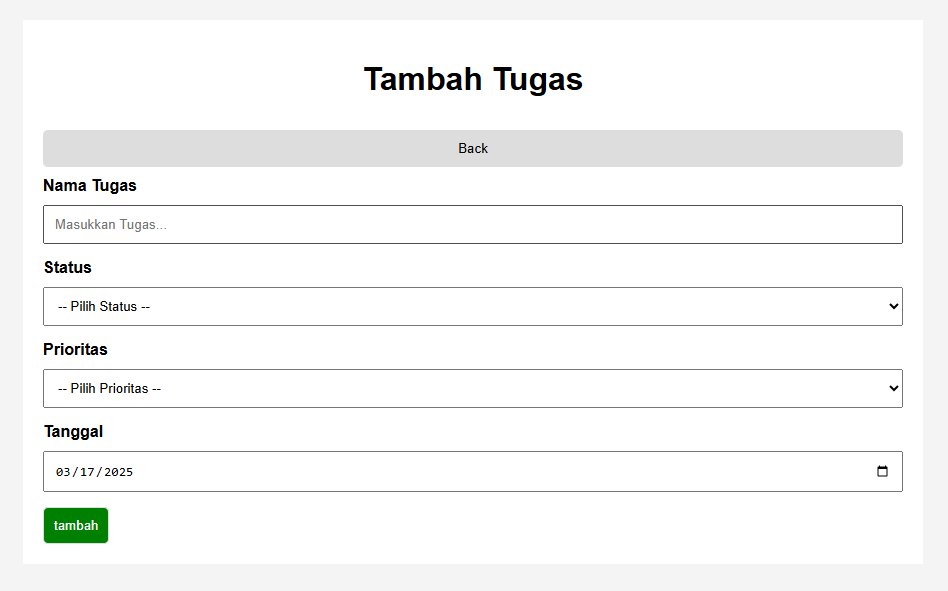 Tambah Tugas
Back
Nama Tugas
Masukkan Tugas...
Status
-- Pilih Status --
Prioritas
-- Pilih Prioritas --
Tanggal
03/17/2025
tambah